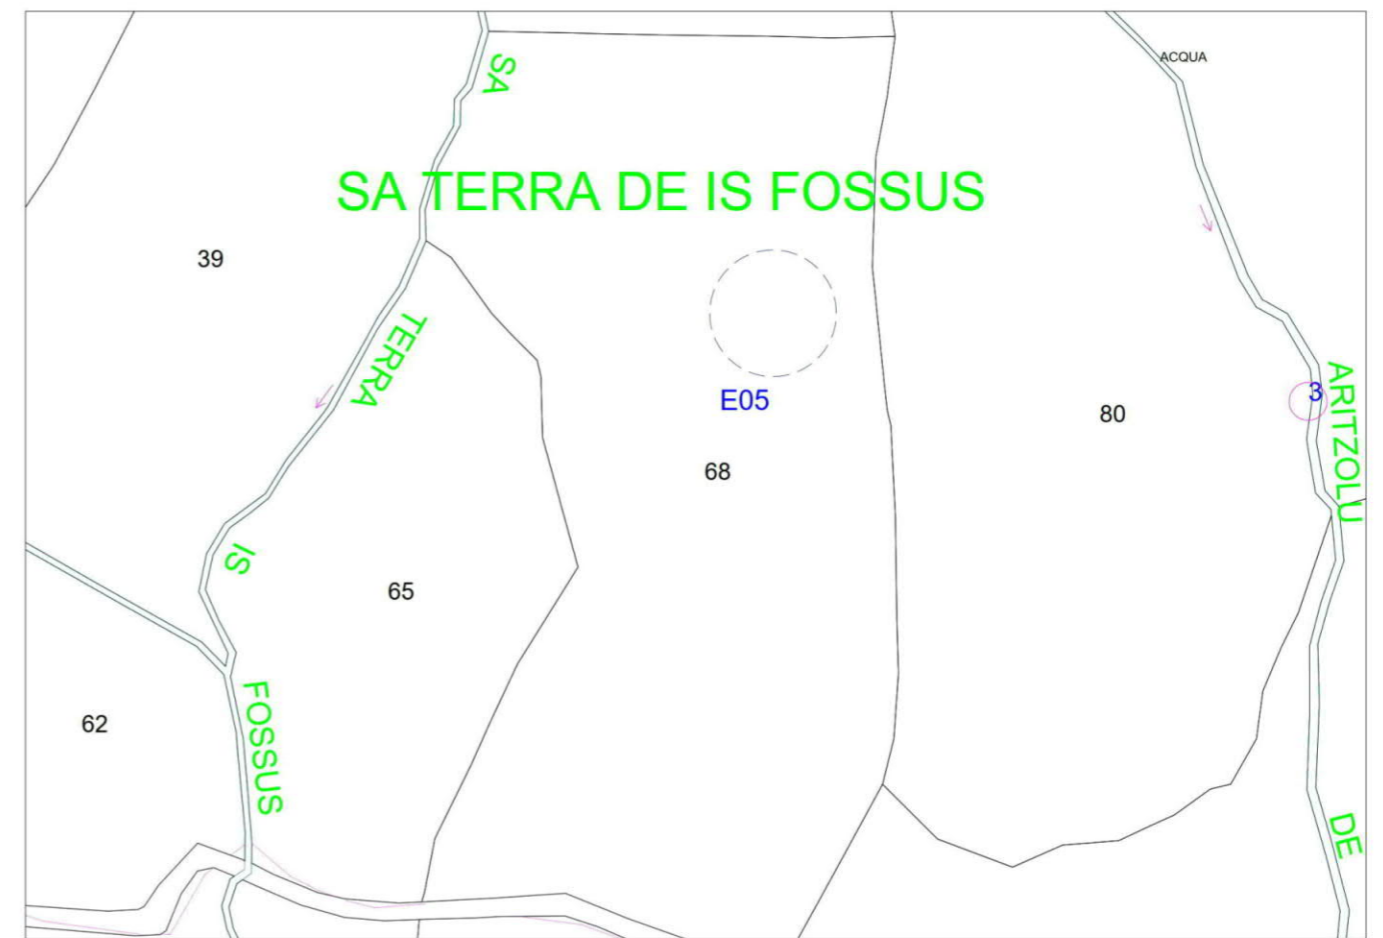 ACQUA
SA
SA TERRA DE IS FOSSUS
39
TERRA
E05
3
ARITZOLU
80
68
IS
65
FOSSUS
62
DE